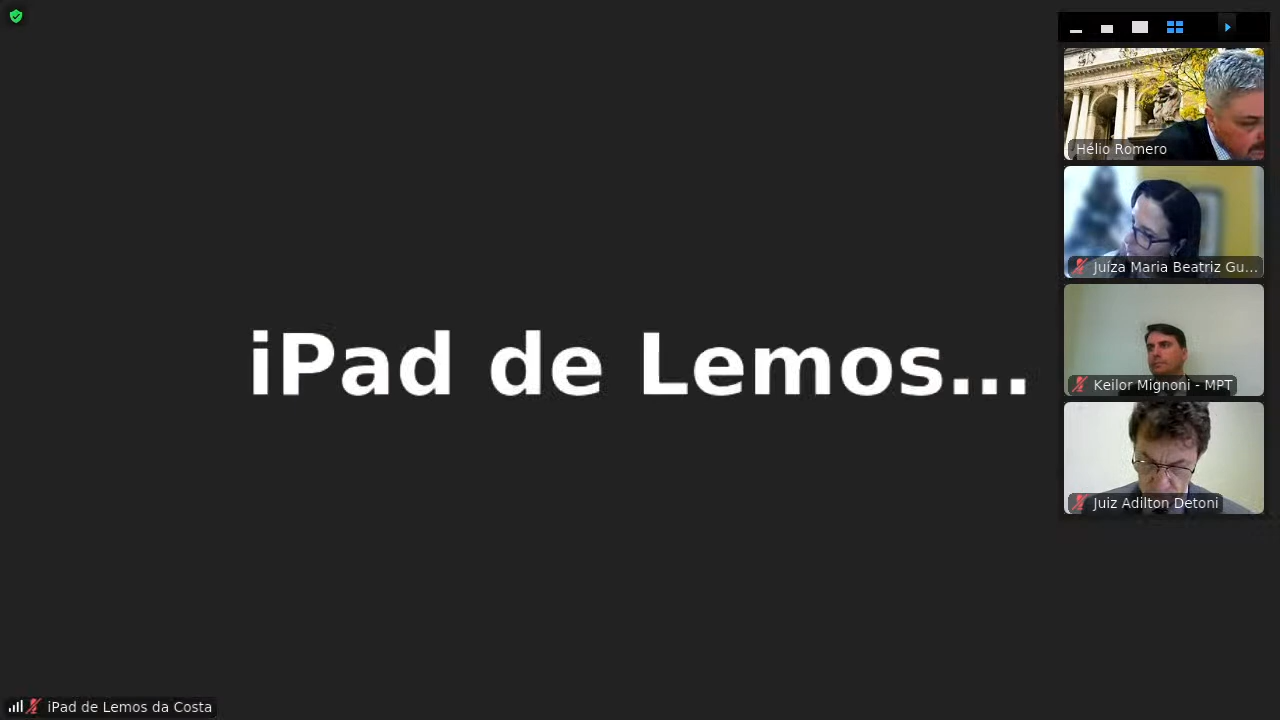 Hélio Romero
Juíza Maria Beatriz Gu...
iPad de Lemos...
Keilor Mignoni - MPT
Juiz Adilton Detoni
iPad de Lemos da Costa